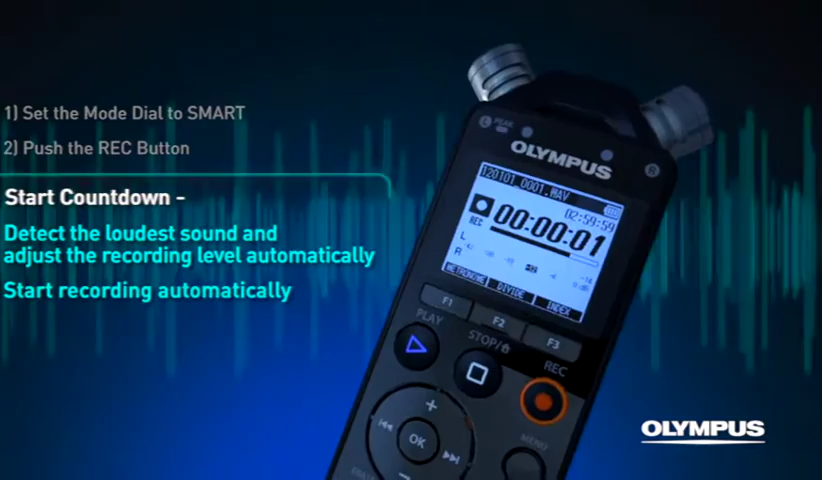 1) Set the Mode Dial to SMART
2) Push the REC Button
Start Countdown -
Detect the loudest sound and
adjust the recording level automatically
Start recording automatically
L PEAK
R
OLYMPUS
120101_0001.WAV
02:59:59
REC 00:00:01
L
R
-12
METRONOME DIVIDE INDEX
F1 F2 F3
PLAY STOP/ REC
+
OK
MENU
OLYMPUS